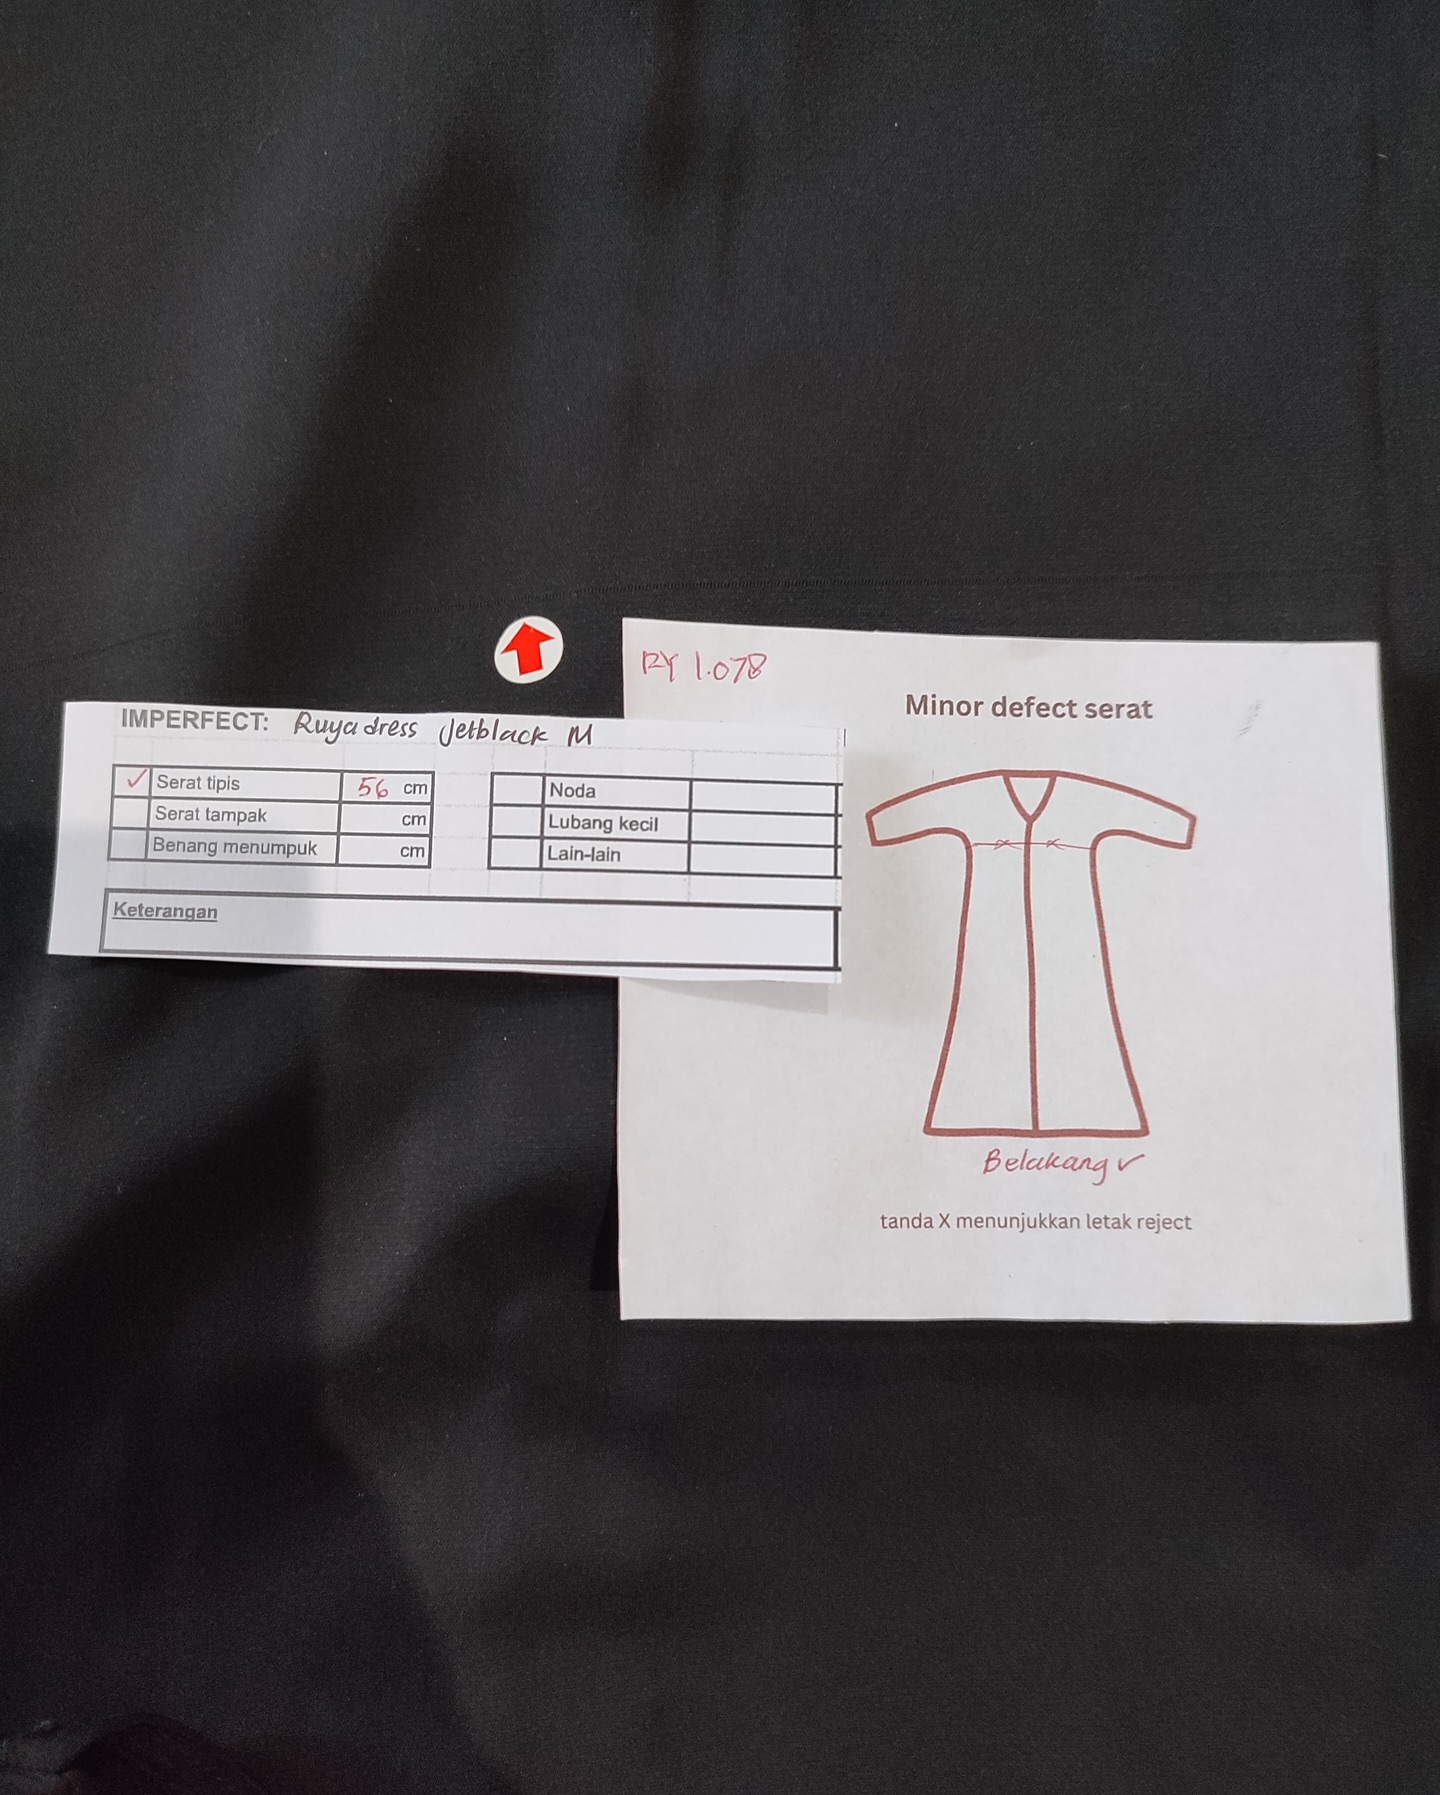 RY 1.078
Minor defect serat
IMPERFECT: Ruya dress Jetblack M
✓ Serat tipis 56 cm
Serat tampak cm
Benang menumpuk cm
Noda
Lubang kecil
Lain-lain
Keterangan
Belakang ✓
tanda X menunjukkan letak reject